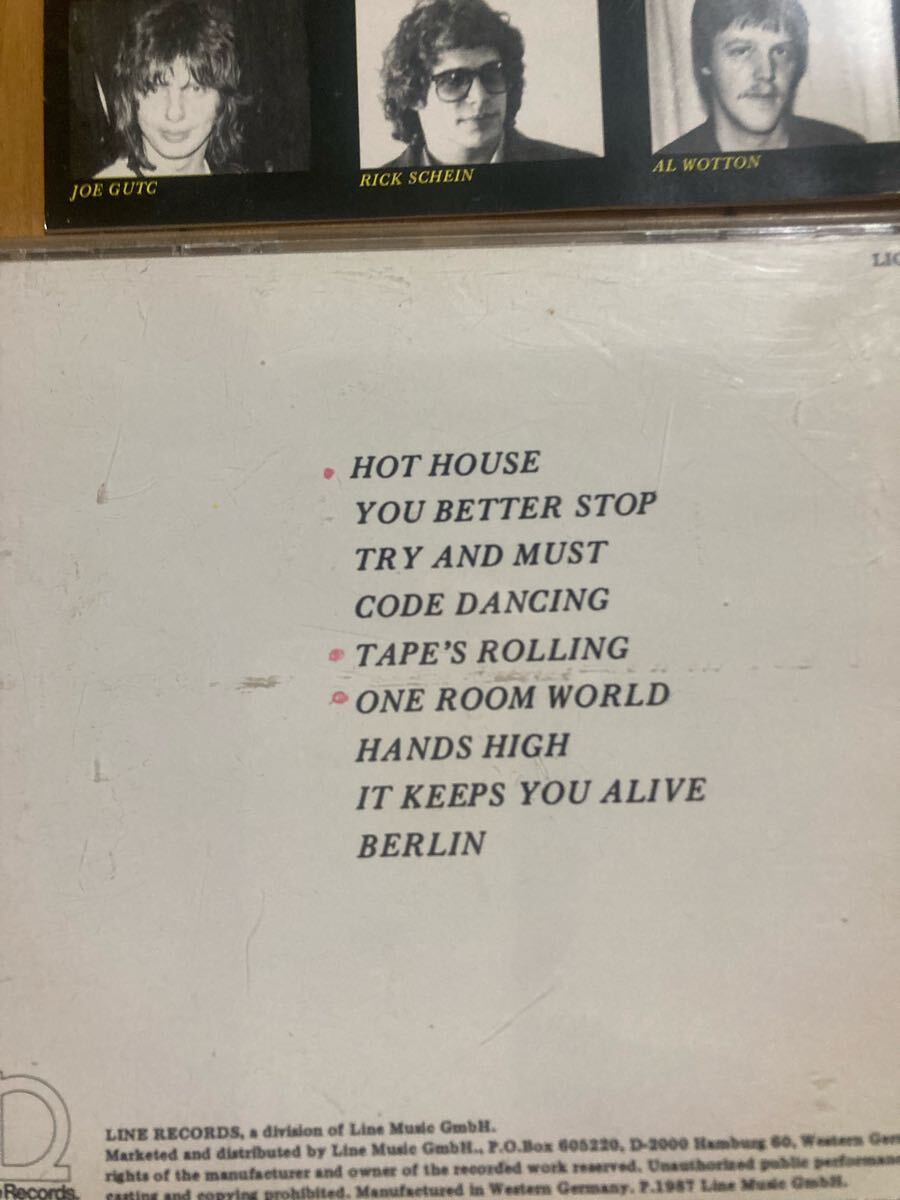 JOE GUTC
RICK SCHEIN
AL WOTTON
HOT HOUSE
YOU BETTER STOP
TRY AND MUST
CODE DANCING
TAPE'S ROLLING
ONE ROOM WORLD
HANDS HIGH
IT KEEPS YOU ALIVE
BERLIN
LINE RECORDS, a division of Line Music GmbH.
Marketed and distributed by Line Music GmbH., P.O.Box 605220, D-2000 Hamburg 60, Western
rights of the manufacturer and owner of the recorded work reserved. Unauthorized public
casting and copying prohibited. Manufactured in Western Germany. P.1987 Line Music GmbH.
Records.